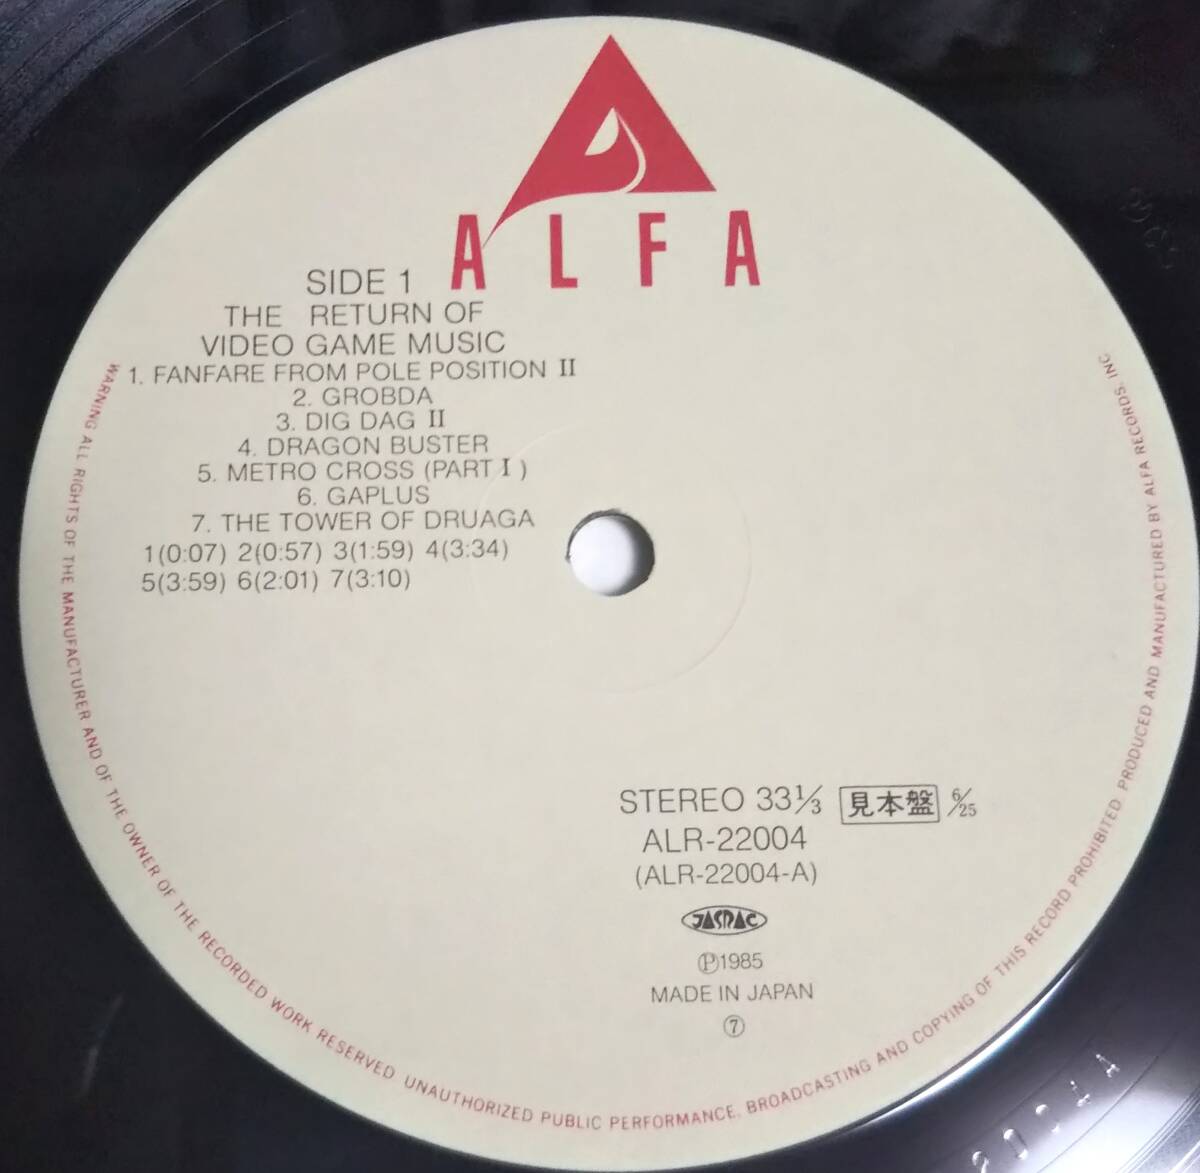 ALFA
SIDE 1
THE RETURN OF
VIDEO GAME MUSIC
1. FANFARE FROM POLE POSITION II
2. GROBDA
3. DIG DAG II
4. DRAGON BUSTER
5. METRO CROSS (PART I)
6. GAPLUS
7. THE TOWER OF DRUAGA
1(0:07) 2(0:57) 3(1:59) 4(3:34)
5(3:59) 6(2:01) 7(3:10)
STEREO 33⅓ 見本盤 6/25
ALR-22004
(ALR-22004-A)
JASRAC
Ⓟ1985
MADE IN JAPAN
⑦
WARNING ALL RIGHTS OF THE MANUFACTURER AND OF THE OWNER OF THE RECORDED WORK RESERVED UNAUTHORIZED PUBLIC PERFORMANCE, BROADCASTING AND COPYING OF THIS RECORD PROHIBITED. PRODUCED AND MANUFACTURED BY ALFA RECORDS, INC.